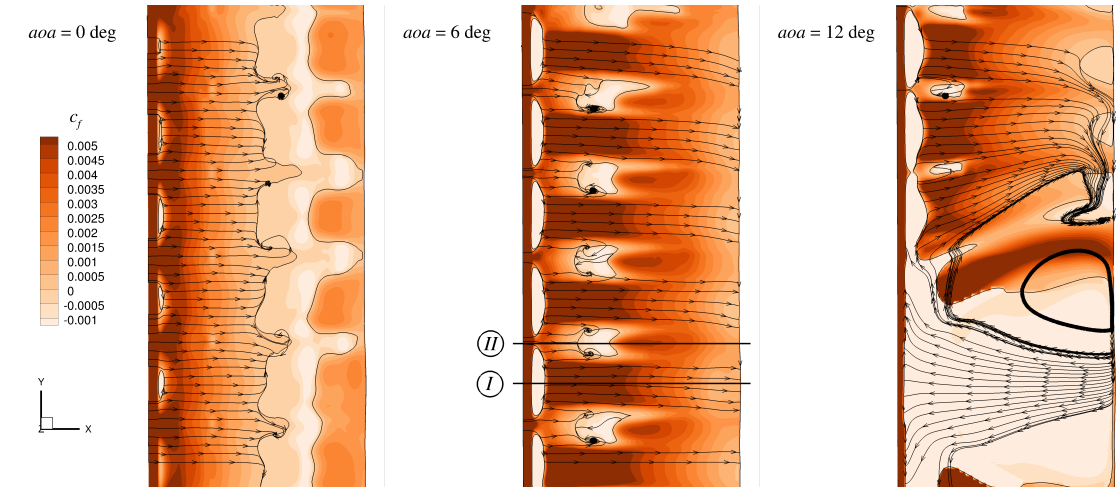 aoa = 0 deg
aoa = 6 deg
aoa = 12 deg
cf
0.005
0.0045
0.004
0.0035
0.003
0.0025
0.002
0.0015
0.001
0.0005
0
-0.0005
-0.001
II
I
Y
Z
X